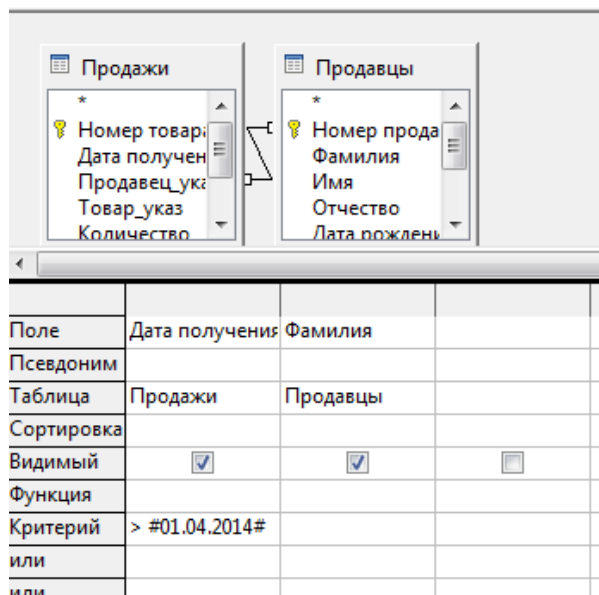 Продажи
*
Номер товар
Дата получен
Продавец_ука
Товар_указ
Количество
Продавцы
*
Номер прода
Фамилия
Имя
Отчество
Дата рожден
Поле Дата получения Фамилия
Псевдоним
Таблица Продажи Продавцы
Сортировка
Видимый
Функция
Критерий > #01.04.2014#
или
или